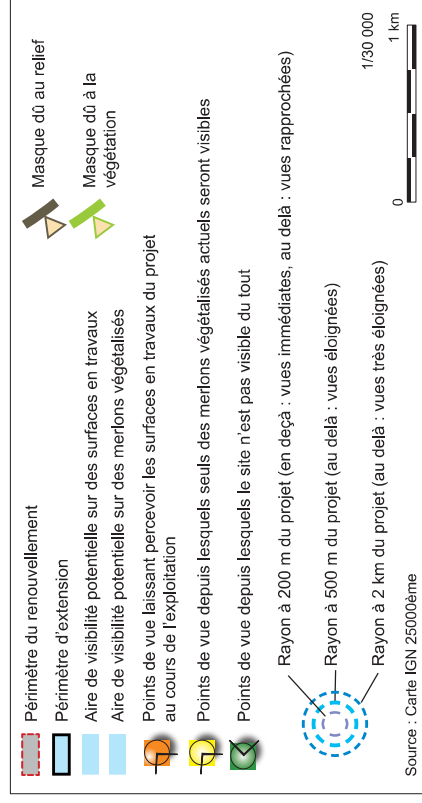 Périmètre du renouvellement
Périmètre d'extension
Aire de visibilité potentielle sur des surfaces en travaux
Aire de visibilité potentielle sur des merlons végétalisés
Points de vue laissant percevoir les surfaces en travaux du projet
au cours de l'exploitation
Points de vue depuis lesquels seuls des merlons végétalisés actuels seront visibles
Points de vue depuis lesquels le site n'est pas visible du tout
Masque dû au relief
Masque dû à la
végétation
Rayon à 200 m du projet (en deçà : vues immédiates, au delà : vues rapprochées)
Rayon à 500 m du projet (au delà : vues éloignées)
Rayon à 2 km du projet (au delà : vues très éloignées)
Source : Carte IGN 25000ème
1/30 000
0
1 km